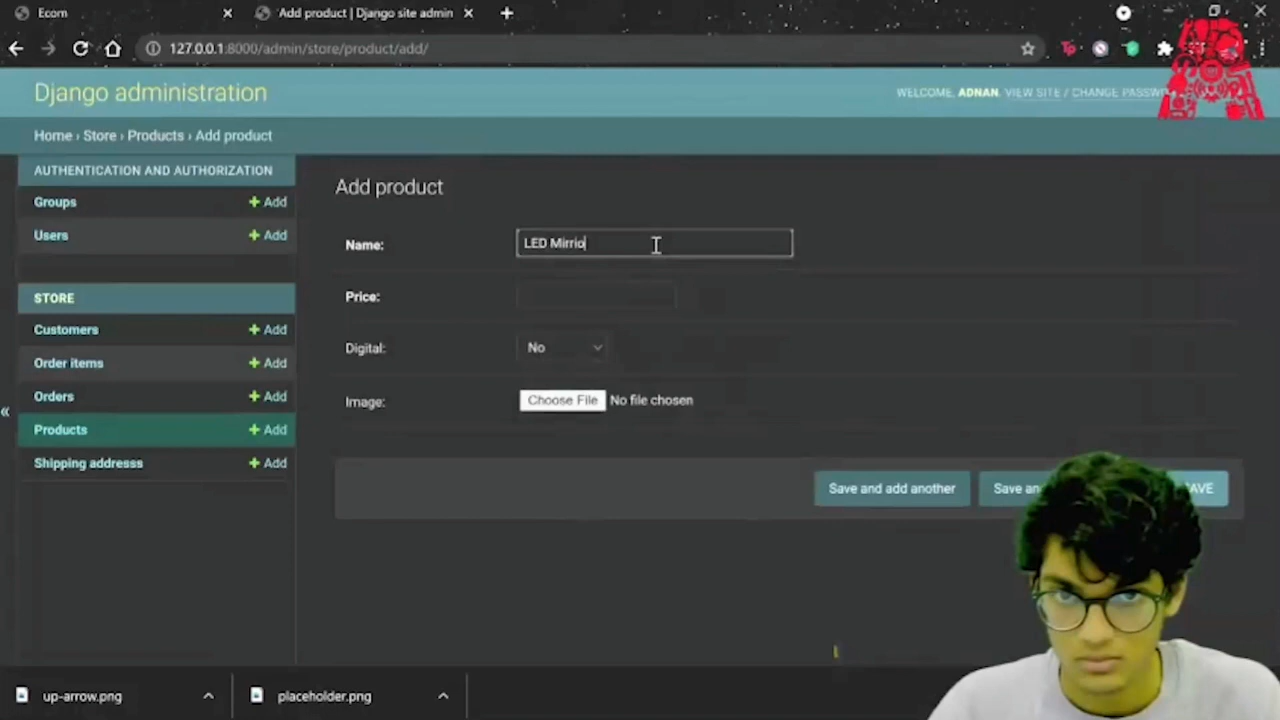 Ecom
Add product | Django site admin
127.0.0.1:8000/admin/store/product/add/
Django administration
WELCOME, ADNAN. VIEW SITE / CHANGE PASSWO
Home › Store › Products › Add product
AUTHENTICATION AND AUTHORIZATION
Groups + Add
Users + Add
STORE
Customers + Add
Order items + Add
Orders + Add
Products + Add
Shipping addresss + Add
«
Add product
Name: LED Mirrio
Price:
Digital: No
Image: Choose File No file chosen
Save and add another Save an AVE
up-arrow.png
placeholder.png